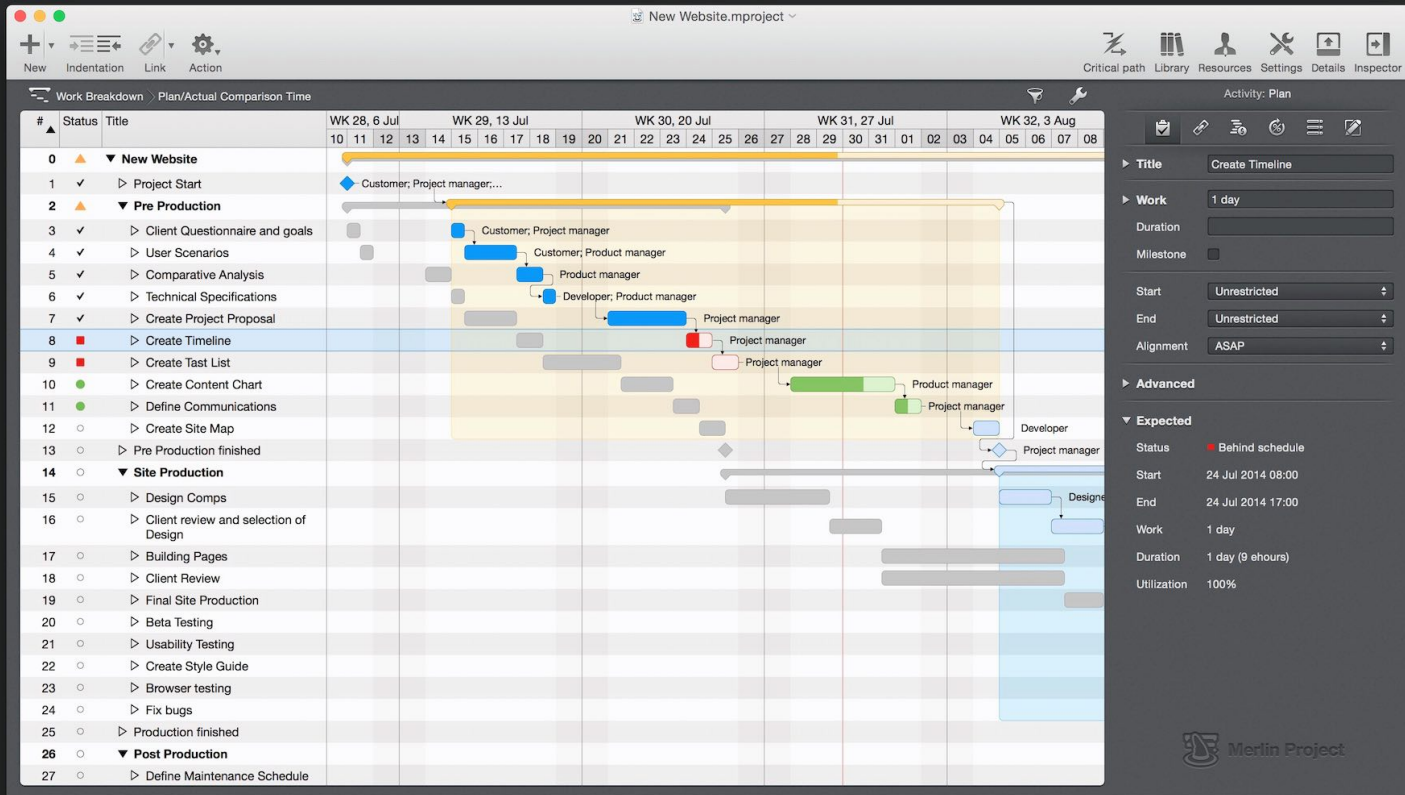 New Website.mproject
New Indentation Link Action
Critical path Library Resources Settings Details Inspector
Work Breakdown Plan/Actual Comparison Time
Activity: Plan
# Status Title
WK 28, 6 Jul WK 29, 13 Jul WK 30, 20 Jul WK 31, 27 Jul WK 32, 3 Aug
10 11 12 13 14 15 16 17 18 19 20 21 22 23 24 25 26 27 28 29 30 31 01 02 03 04 05 06 07 08
0 New Website
1 Project Start Customer; Project manager;...
2 Pre Production
3 Client Questionnaire and goals Customer; Project manager
4 User Scenarios Customer; Product manager
5 Comparative Analysis Product manager
6 Technical Specifications Developer; Product manager
7 Create Project Proposal Project manager
8 Create Timeline Project manager
9 Create Tast List Project manager
10 Create Content Chart Product manager
11 Define Communications Project manager
12 Create Site Map Developer
13 Pre Production finished Project manager
14 Site Production
15 Design Comps Designe
16 Client review and selection of
Design
17 Building Pages
18 Client Review
19 Final Site Production
20 Beta Testing
21 Usability Testing
22 Create Style Guide
23 Browser testing
24 Fix bugs
25 Production finished
26 Post Production
27 Define Maintenance Schedule
Title Create Timeline
Work 1 day
Duration
Milestone
Start Unrestricted
End Unrestricted
Alignment ASAP
Advanced
Expected
Status Behind schedule
Start 24 Jul 2014 08:00
End 24 Jul 2014 17:00
Work 1 day
Duration 1 day (9 ehours)
Utilization 100%
Merlin Project